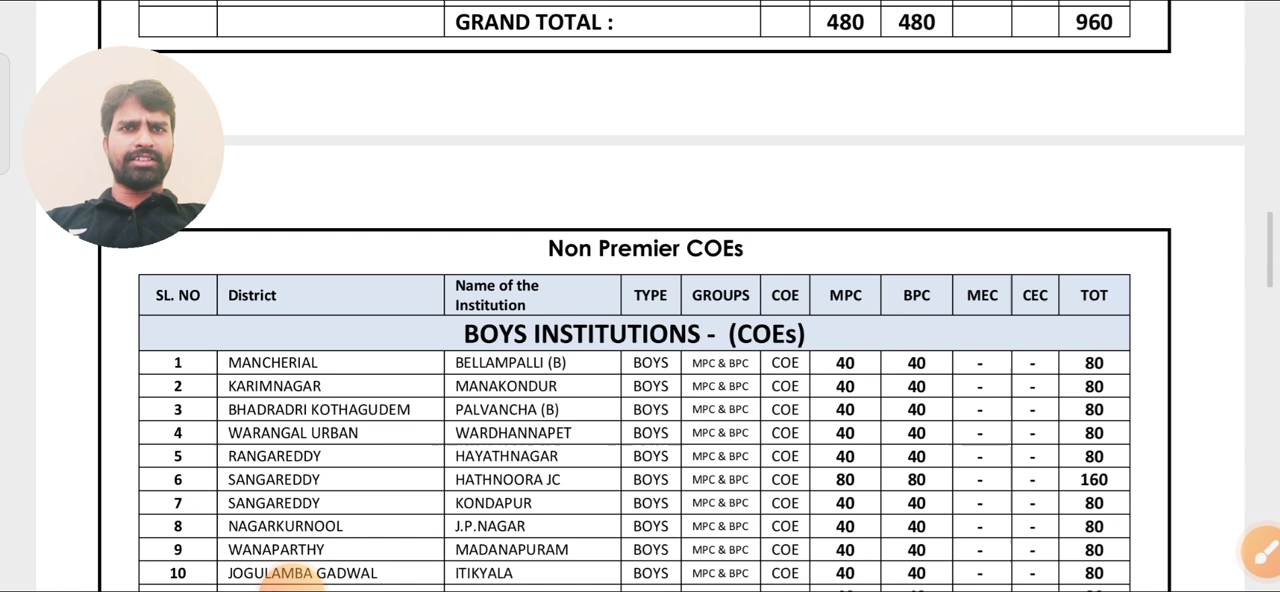 GRAND TOTAL : 480 480 960
Non Premier COEs
SL. NO District Name of the Institution TYPE GROUPS COE MPC BPC MEC CEC TOT
BOYS INSTITUTIONS - (COEs)
1 MANCHERIAL BELLAMPALLI (B) BOYS MPC & BPC COE 40 40 - - 80
2 KARIMNAGAR MANAKONDUR BOYS MPC & BPC COE 40 40 - - 80
3 BHADRADRI KOTHAGUDEM PALVANCHA (B) BOYS MPC & BPC COE 40 40 - - 80
4 WARANGAL URBAN WARDHANNAPET BOYS MPC & BPC COE 40 40 - - 80
5 RANGAREDDY HAYATHNAGAR BOYS MPC & BPC COE 40 40 - - 80
6 SANGAREDDY HATHNOORA JC BOYS MPC & BPC COE 80 80 - - 160
7 SANGAREDDY KONDAPUR BOYS MPC & BPC COE 40 40 - - 80
8 NAGARKURNOOL J.P.NAGAR BOYS MPC & BPC COE 40 40 - - 80
9 WANAPARTHY MADANAPURAM BOYS MPC & BPC COE 40 40 - - 80
10 JOGULAMBA GADWAL ITIKYALA BOYS MPC & BPC COE 40 40 - - 80